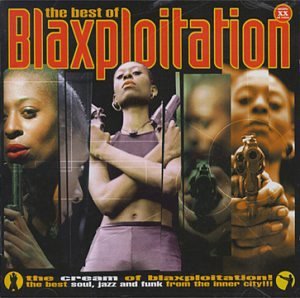 the best of
Blaxploitation
the cream of blaxploitation!
the best soul, jazz and funk from the inner city!!!